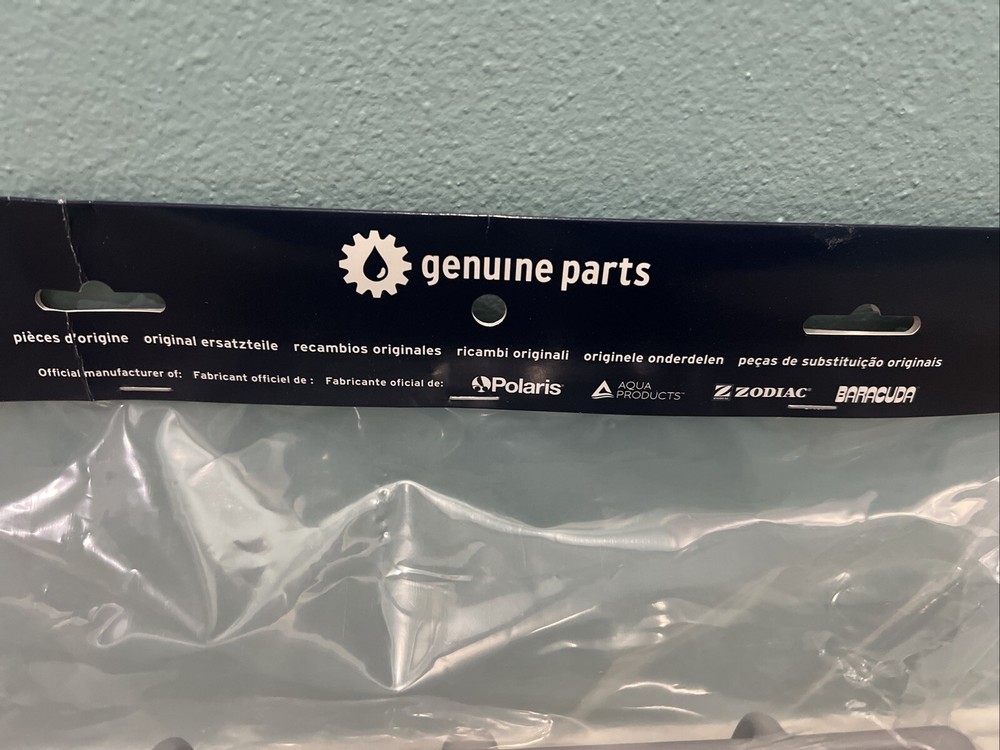 genuine parts
pièces d'origine original ersatzteile recambios originales ricambi originali originele onderdelen peças de substituição originais
Official manufacturer of: Fabricant officiel de : Fabricante oficial de: Polaris AQUA PRODUCTS™ ZODIAC® BARACUDA